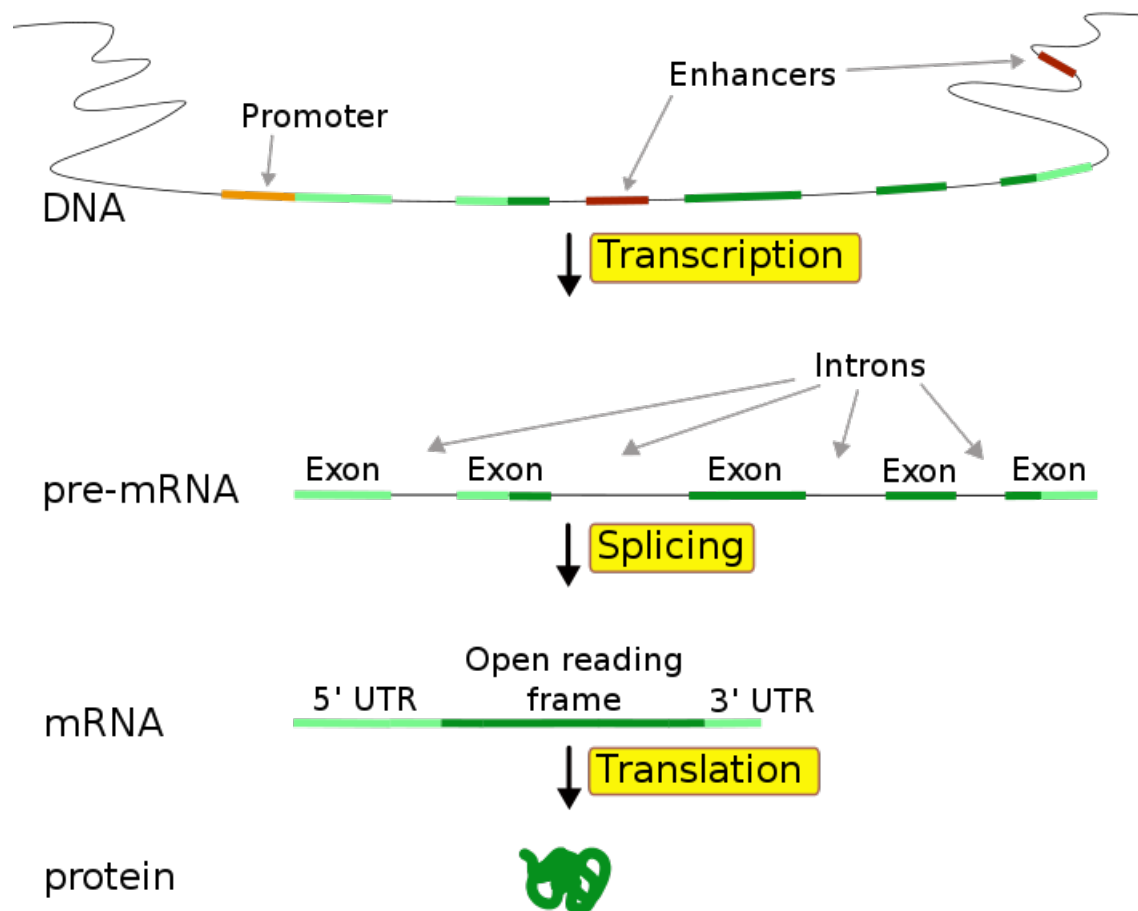 Enhancers
Promoter
DNA
Transcription
Introns
Exon Exon Exon Exon Exon
pre-mRNA
Splicing
Open reading
5' UTR frame 3' UTR
mRNA
Translation
protein